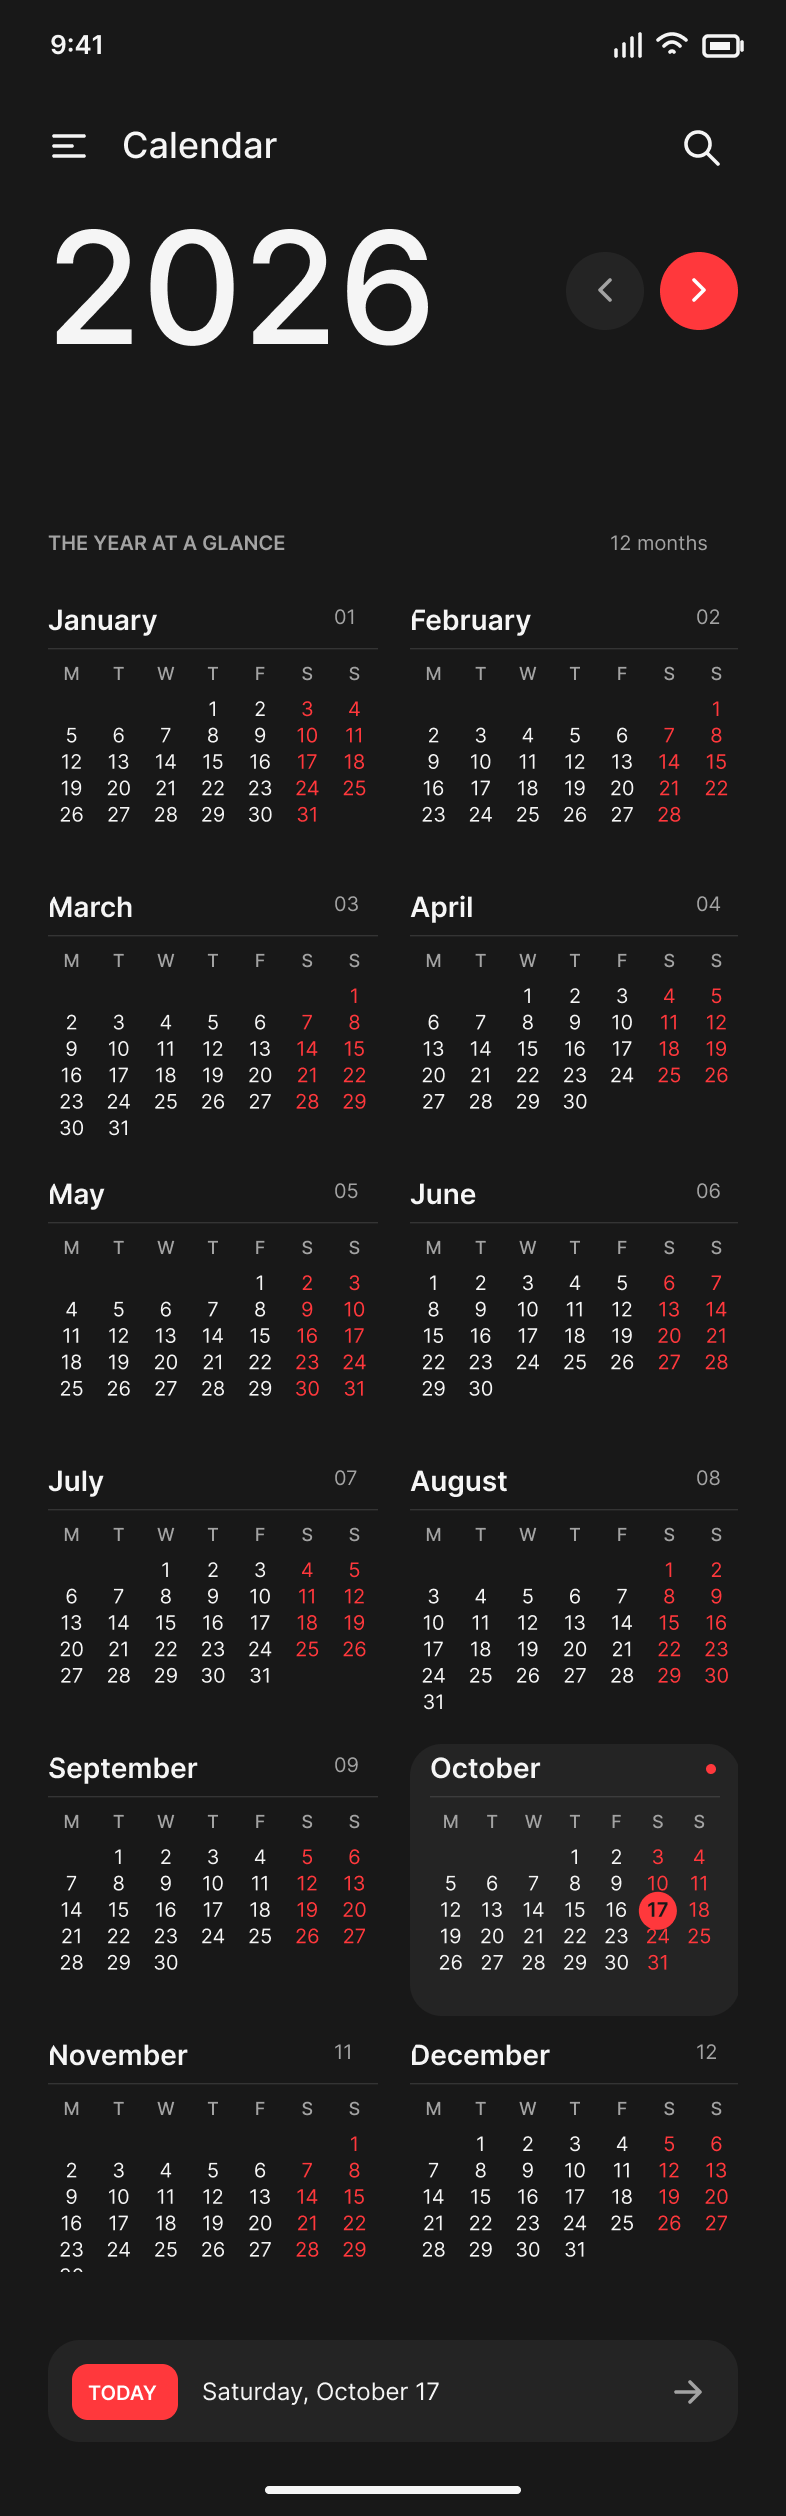 9:41
Calendar
2026
THE YEAR AT A GLANCE 12 months
January 01
M T W T F S S
1 2 3 4
5 6 7 8 9 10 11
12 13 14 15 16 17 18
19 20 21 22 23 24 25
26 27 28 29 30 31
February 02
M T W T F S S
1
2 3 4 5 6 7 8
9 10 11 12 13 14 15
16 17 18 19 20 21 22
23 24 25 26 27 28
March 03
M T W T F S S
1
2 3 4 5 6 7 8
9 10 11 12 13 14 15
16 17 18 19 20 21 22
23 24 25 26 27 28 29
30 31
April 04
M T W T F S S
1 2 3 4 5
6 7 8 9 10 11 12
13 14 15 16 17 18 19
20 21 22 23 24 25 26
27 28 29 30
May 05
M T W T F S S
1 2 3
4 5 6 7 8 9 10
11 12 13 14 15 16 17
18 19 20 21 22 23 24
25 26 27 28 29 30 31
June 06
M T W T F S S
1 2 3 4 5 6 7
8 9 10 11 12 13 14
15 16 17 18 19 20 21
22 23 24 25 26 27 28
29 30
July 07
M T W T F S S
1 2 3 4 5
6 7 8 9 10 11 12
13 14 15 16 17 18 19
20 21 22 23 24 25 26
27 28 29 30 31
August 08
M T W T F S S
1 2
3 4 5 6 7 8 9
10 11 12 13 14 15 16
17 18 19 20 21 22 23
24 25 26 27 28 29 30
31
September 09
M T W T F S S
1 2 3 4 5 6
7 8 9 10 11 12 13
14 15 16 17 18 19 20
21 22 23 24 25 26 27
28 29 30
October
M T W T F S S
1 2 3 4
5 6 7 8 9 10 11
12 13 14 15 16 17 18
19 20 21 22 23 24 25
26 27 28 29 30 31
November 11
M T W T F S S
1
2 3 4 5 6 7 8
9 10 11 12 13 14 15
16 17 18 19 20 21 22
23 24 25 26 27 28 29
December 12
M T W T F S S
1 2 3 4 5 6
7 8 9 10 11 12 13
14 15 16 17 18 19 20
21 22 23 24 25 26 27
28 29 30 31
TODAY Saturday, October 17